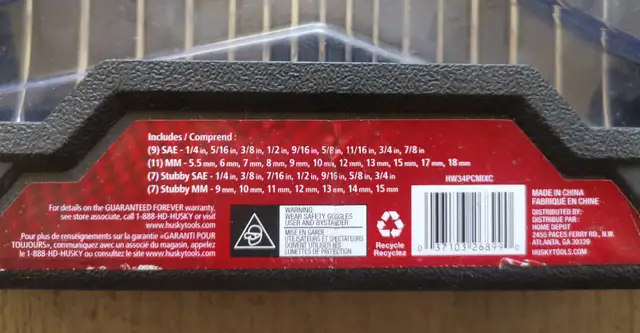 Includes / Comprend :
(9) SAE - 1/4 in, 5/16 in, 3/8 in, 1/2 in, 9/16 in, 5/8 in, 11/16 in, 3/4 in, 7/8 in
(11) MM - 5.5 mm, 6 mm, 7 mm, 8 mm, 9 mm, 10 mm, 12 mm, 13 mm, 15 mm, 17 mm, 18 mm
(7) Stubby SAE - 1/4 in, 3/8 in, 7/16 in, 1/2 in, 9/16 in, 5/8 in, 3/4 in
(7) Stubby MM - 9 mm, 10 mm, 11 mm, 12 mm, 13 mm, 14 mm, 15 mm
For details on the GUARANTEED FOREVER warranty,
see store associate, call 1-888-HD-HUSKY or visit
www.huskytools.com
Pour plus de renseignements sur la garantie «GARANTI POUR
TOUJOURS», communiquez avec un associé du magasin, appelez
le 1-888-HD-HUSKY ou consultez le site www.huskytools.com
WARNING:
WEAR SAFETY GOGGLES
USER AND BYSTANDER
MISE EN GARDE
UTILISATEURS ET SPECTATEURS
DOIVENT UTILISER DES
LUNETTES DE PROTECTION
Recycle
Recyclez
HW34PCMIXC
0 37103 26899 0
MADE IN CHINA
FABRIQUÉ EN CHINE
DISTRIBUTED BY:
DISTRIBUE PAR :
HOME DEPOT
2455 PACES FERRY RD., N.W.
ATLANTA, GA 30339
HUSKYTOOLS.COM